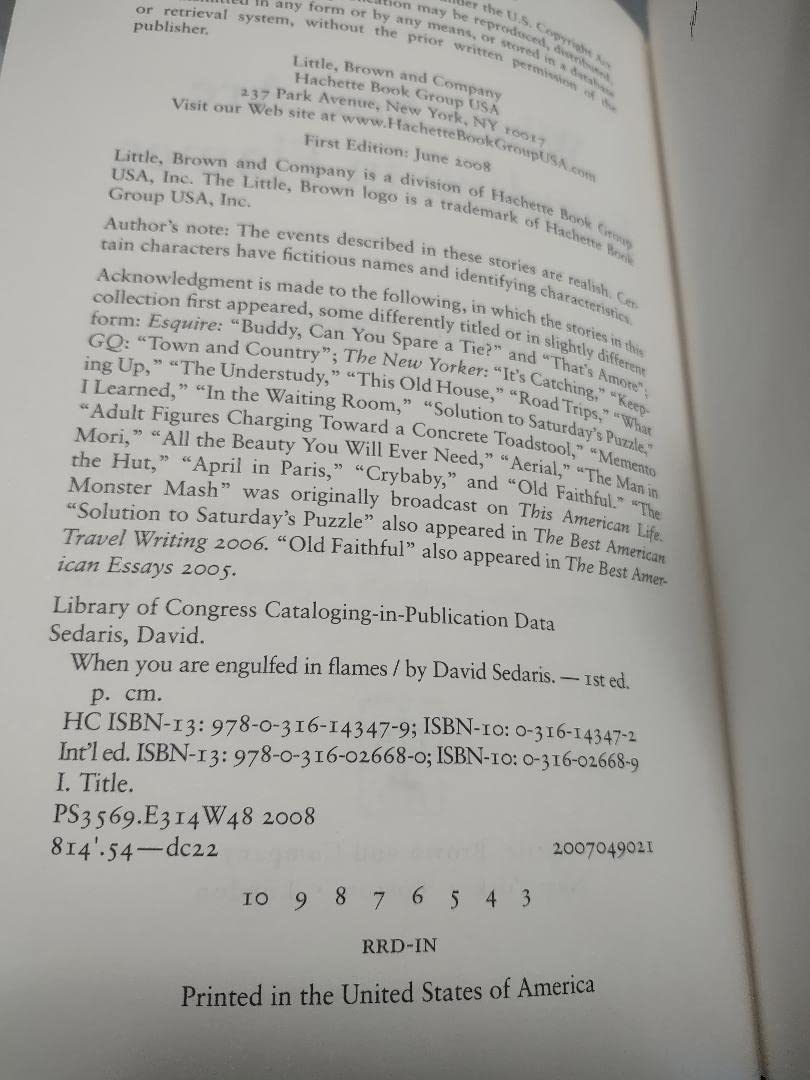 under the U.S. Copyright Act
may be reproduced, distributed,
in any form or by any means, or stored in a database
or retrieval system, without the prior written permission of the
publisher.
Little, Brown and Company
Hachette Book Group USA
237 Park Avenue, New York, NY 10017
Visit our Web site at www.HachetteBookGroupUSA.com
First Edition: June 2008
Little, Brown and Company is a division of Hachette Book Group
USA, Inc. The Little, Brown logo is a trademark of Hachette Book
Group USA, Inc.
Author's note: The events described in these stories are realish. Cer-
tain characters have fictitious names and identifying characteristics.
Acknowledgment is made to the following, in which the stories in this
collection first appeared, some differently titled or in slightly different
form: Esquire: “Buddy, Can You Spare a Tie?” and “That's Amore”;
GQ: “Town and Country”; The New Yorker: “It's Catching,” “Keep-
ing Up,” “The Understudy,” “This Old House,” “Road Trips,” “What
I Learned,” “In the Waiting Room,” “Solution to Saturday's Puzzle,”
“Adult Figures Charging Toward a Concrete Toadstool,” “Memento
Mori,” “All the Beauty You Will Ever Need,” “Aerial,” “The Man in
the Hut,” “April in Paris,” “Crybaby,” and “Old Faithful.” “The
Monster Mash” was originally broadcast on This American Life.
“Solution to Saturday's Puzzle” also appeared in The Best American
Travel Writing 2006. “Old Faithful” also appeared in The Best Amer-
ican Essays 2005.
Library of Congress Cataloging-in-Publication Data
Sedaris, David.
When you are engulfed in flames / by David Sedaris. — 1st ed.
p. cm.
HC ISBN-13: 978-0-316-14347-9; ISBN-10: 0-316-14347-2
Int'l ed. ISBN-13: 978-0-316-02668-0; ISBN-10: 0-316-02668-9
I. Title.
PS3569.E314W48 2008
814'.54—dc22 2007049021
10 9 8 7 6 5 4 3
RRD-IN
Printed in the United States of America